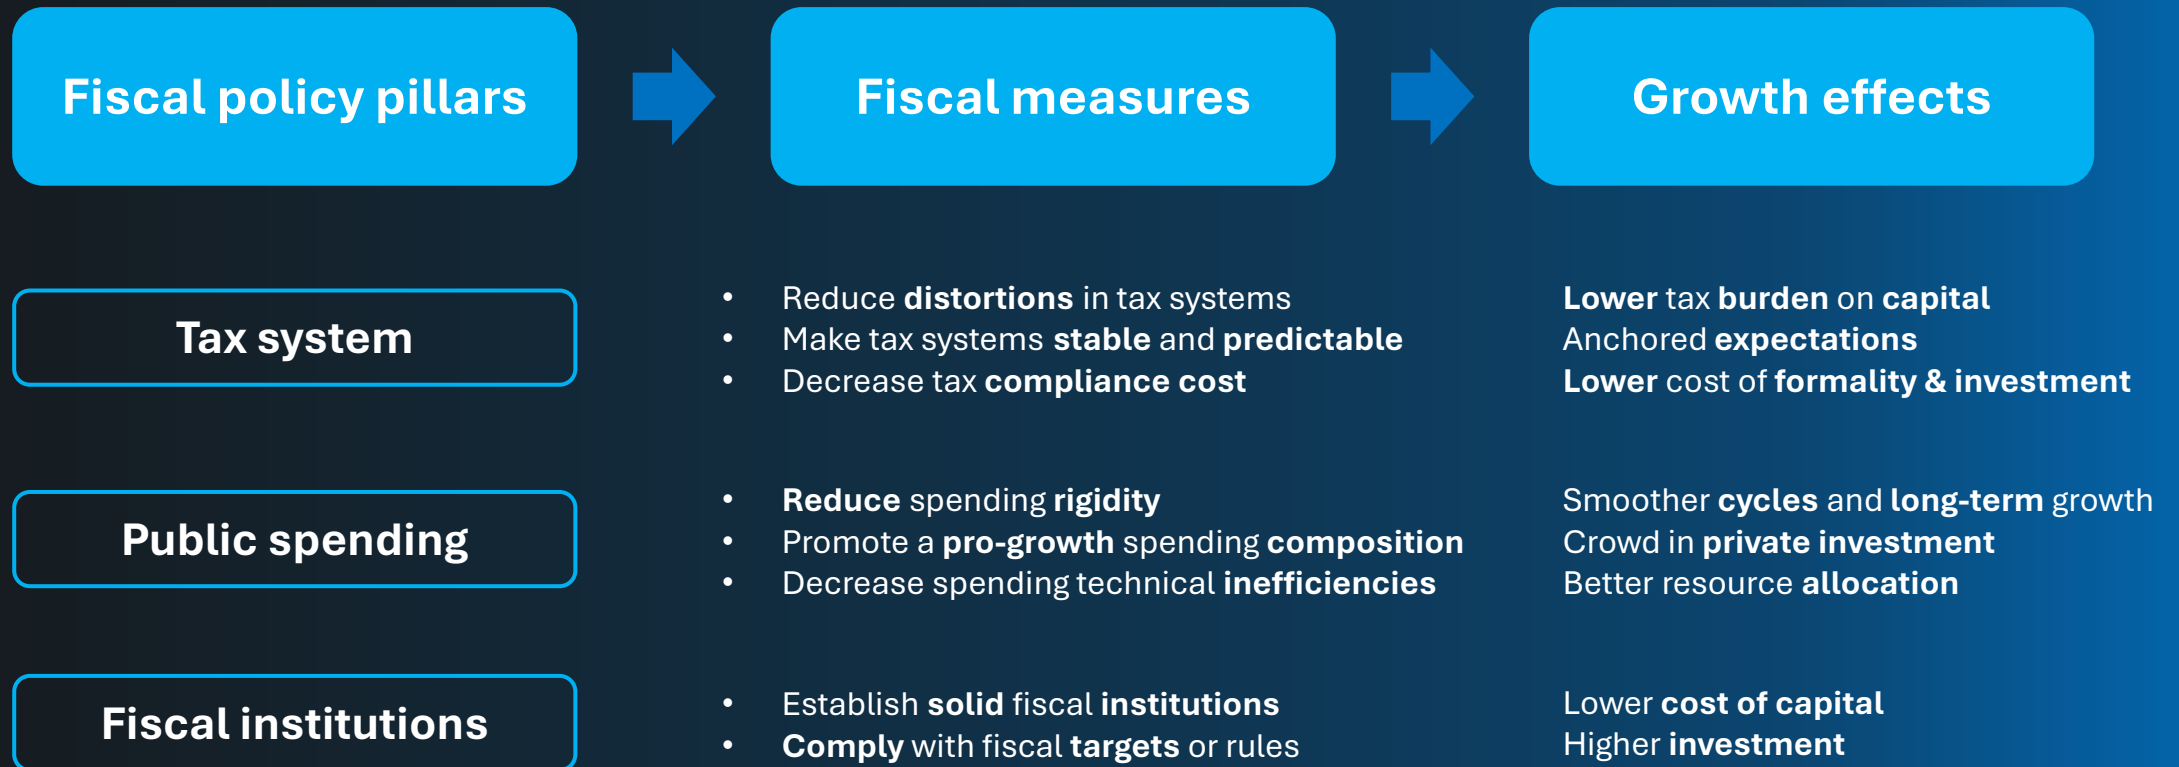 Fiscal policy pillars
Fiscal measures
Growth effects
Tax system
• Reduce distortions in tax systems
• Make tax systems stable and predictable
• Decrease tax compliance cost
Lower tax burden on capital
Anchored expectations
Lower cost of formality & investment
Public spending
• Reduce spending rigidity
• Promote a pro-growth spending composition
• Decrease spending technical inefficiencies
Smoother cycles and long-term growth
Crowd in private investment
Better resource allocation
Fiscal institutions
• Establish solid fiscal institutions
• Comply with fiscal targets or rules
Lower cost of capital
Higher investment